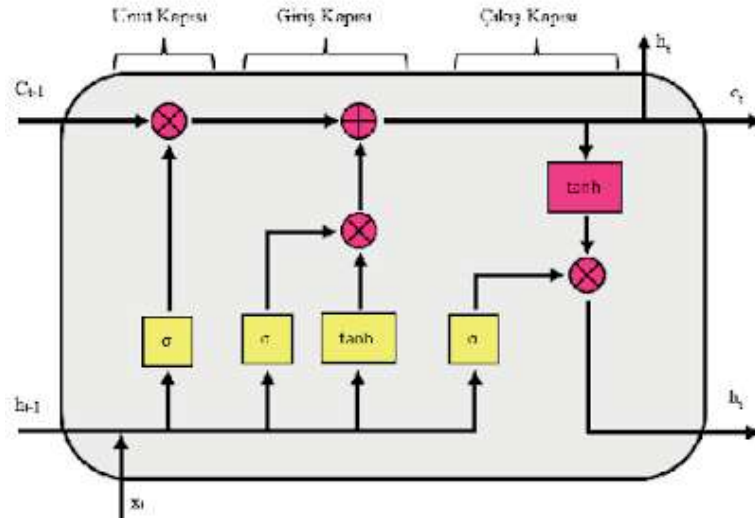 Unut Kapısı
Giriş Kapısı
Çıkış Kapısı
h_t
C_t-1
c_t
tanh
σ
σ
tanh
σ
h_t-1
h_t
x_t